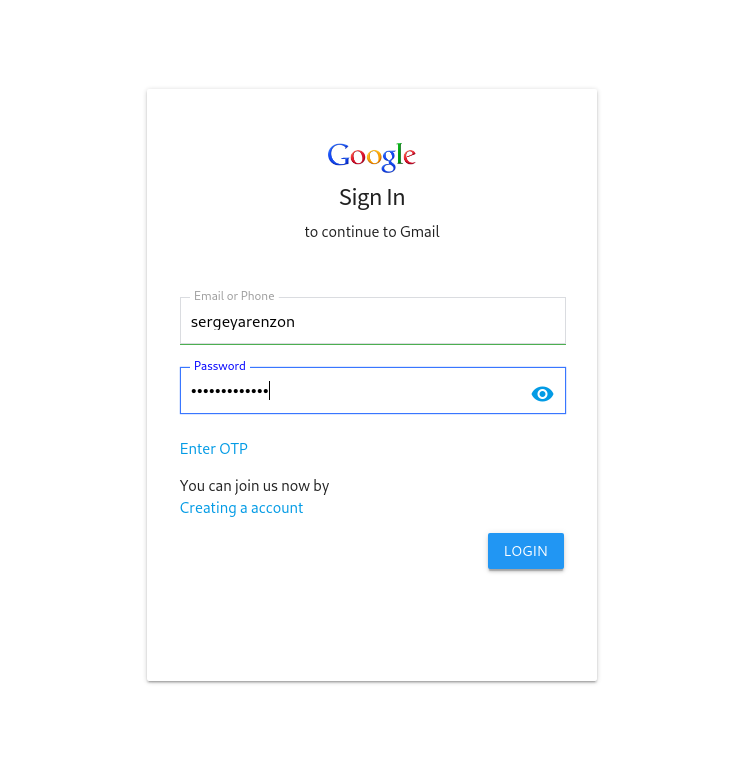 Google
Sign In
to continue to Gmail
Email or Phone
sergeyarenzon
Password
•••••••••••••
Enter OTP
You can join us now by
Creating a account
LOGIN